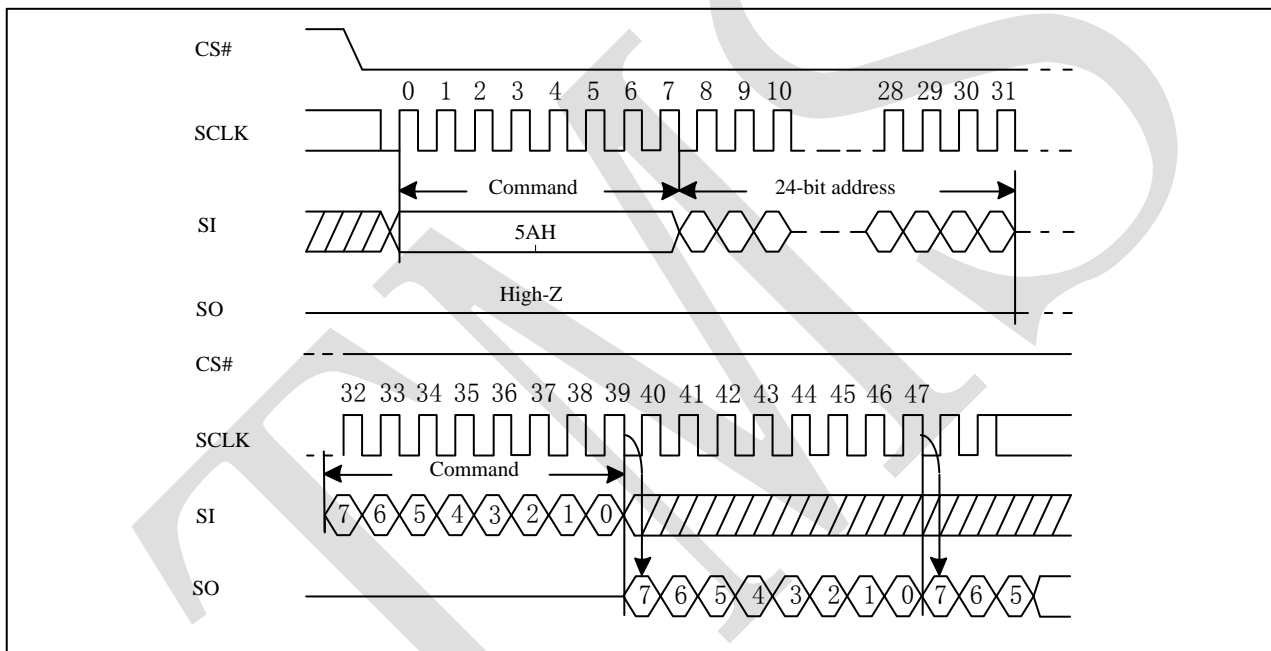 CS#
0 1 2 3 4 5 6 7 8 9 10 28 29 30 31
SCLK
Command 24-bit address
SI 5AH
High-Z
SO
CS#
32 33 34 35 36 37 38 39 40 41 42 43 44 45 46 47
SCLK
Command
SI 7 6 5 4 3 2 1 0
SO 7 6 5 4 3 2 1 0 7 6 5
TMS